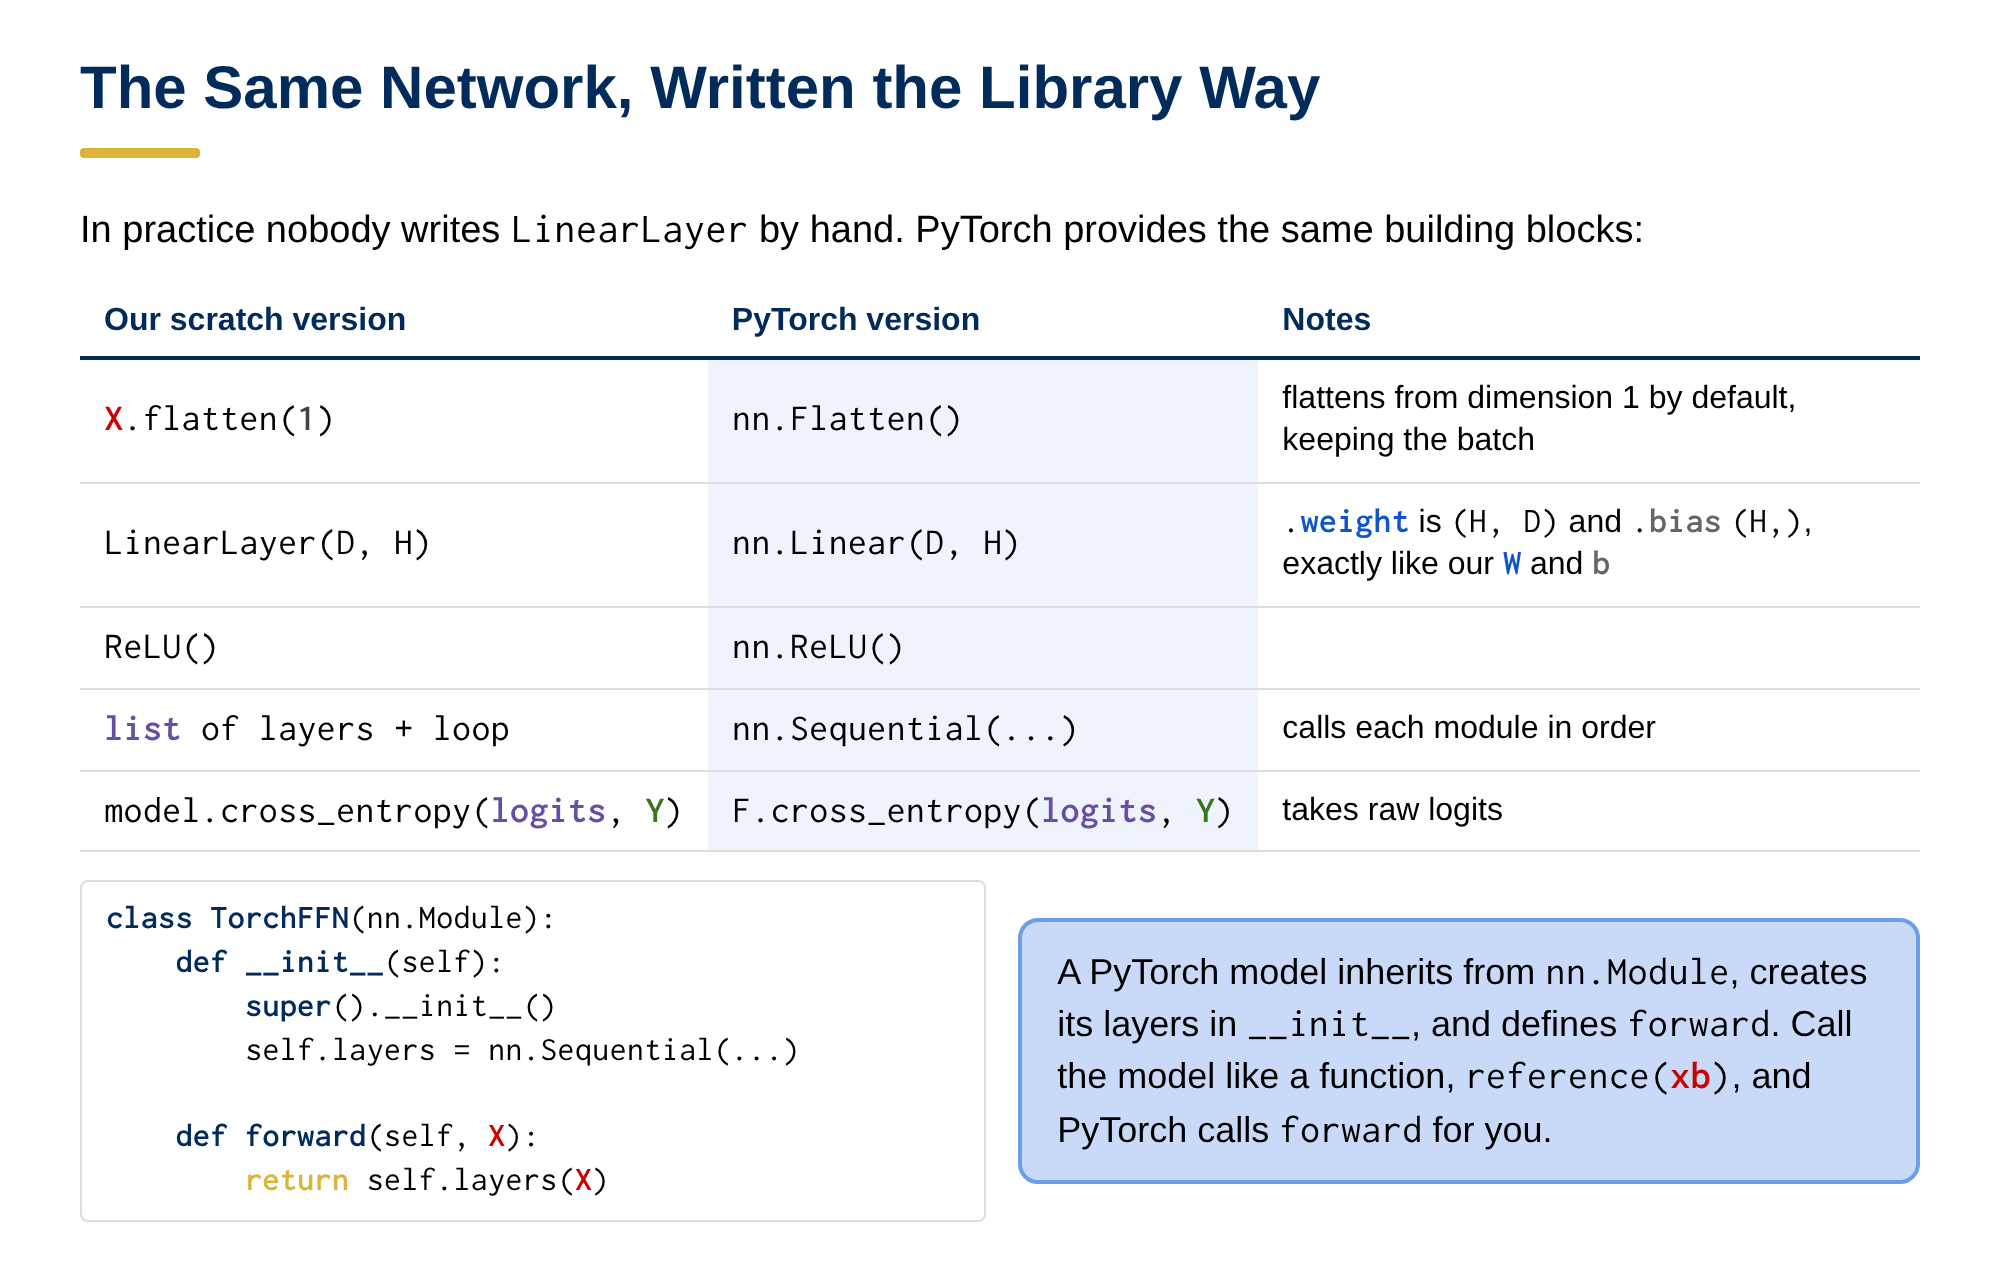 The Same Network, Written the Library Way
In practice nobody writes LinearLayer by hand. PyTorch provides the same building blocks:
Our scratch version PyTorch version Notes
X.flatten(1) nn.Flatten() flattens from dimension 1 by default,
keeping the batch
LinearLayer(D, H) nn.Linear(D, H) .weight is (H, D) and .bias (H,),
exactly like our W and b
ReLU() nn.ReLU()
list of layers + loop nn.Sequential(...) calls each module in order
model.cross_entropy(logits, Y) F.cross_entropy(logits, Y) takes raw logits
class TorchFFN(nn.Module):
    def __init__(self):
        super().__init__()
        self.layers = nn.Sequential(...)
    def forward(self, X):
        return self.layers(X)
A PyTorch model inherits from nn.Module, creates
its layers in __init__, and defines forward. Call
the model like a function, reference(xb), and
PyTorch calls forward for you.